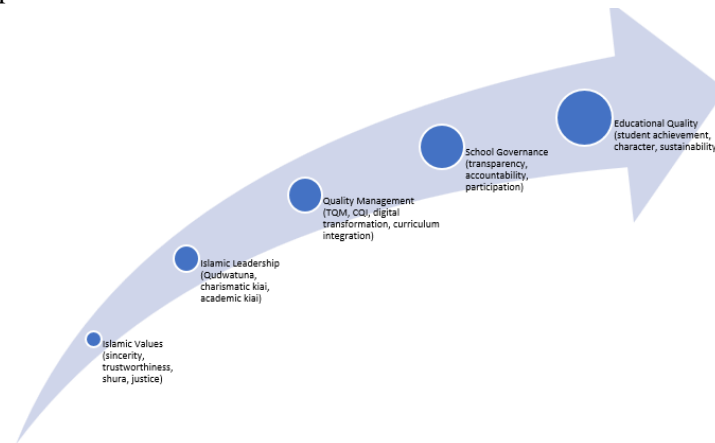 Educational Quality
(student achievement,
character, sustainability
School Governance
(transparency,
accountability,
participation)
Quality Management
(TQM, CQI, digital
transformation, curriculum
integration)
Islamic Leadership
(Qudwatuna,
charismatic kiai,
academic kiai)
Islamic Values
(sincerity,
trustworthiness,
shura, justice)